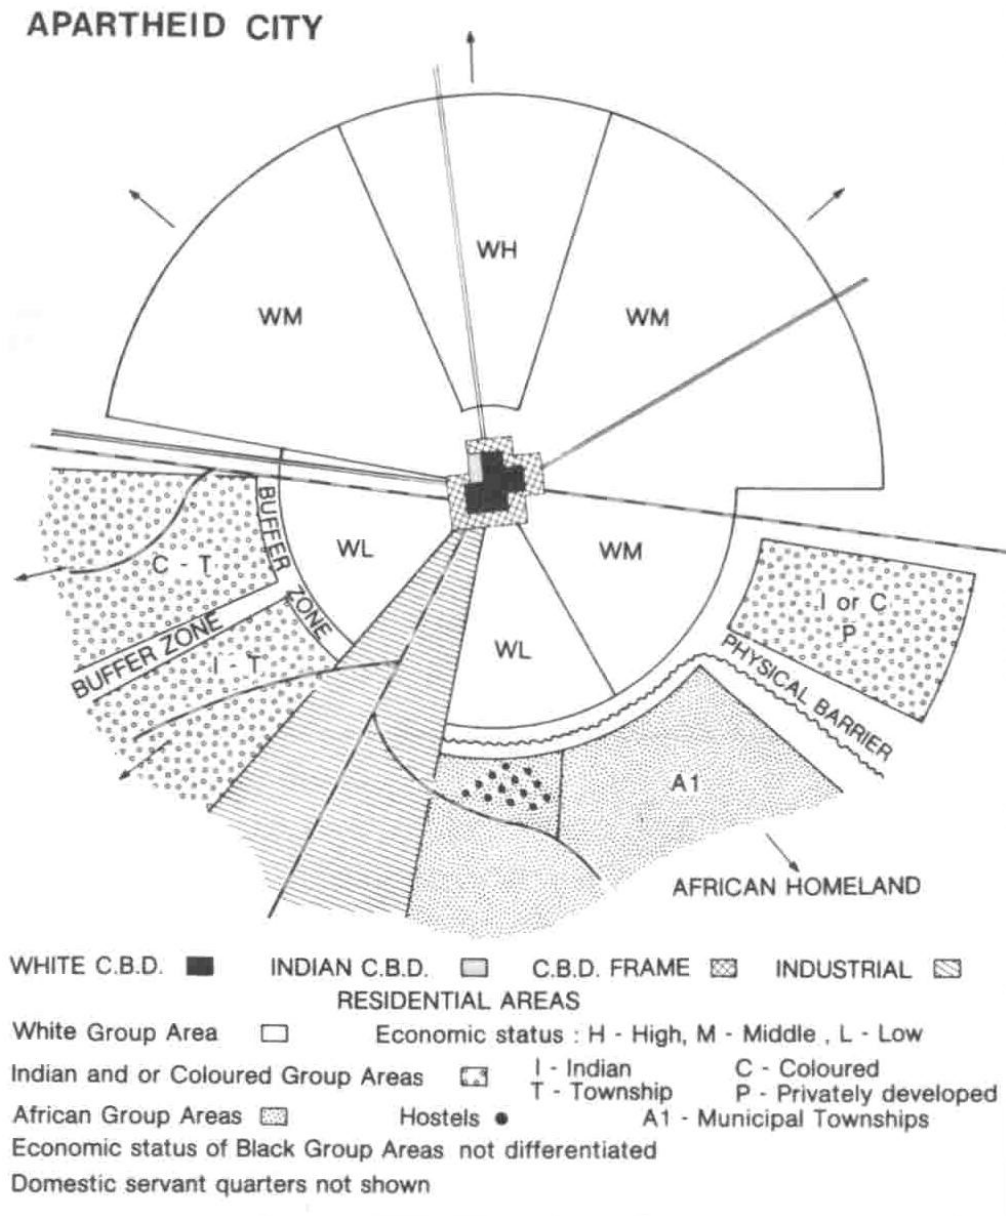 APARTHEID CITY
WH
WM
WM
BUFFER
ZONE
WL
WM
C - T
I or C
P
BUFFER ZONE
I - T
WL
PHYSICAL BARRIER
A1
AFRICAN HOMELAND
WHITE C.B.D. INDIAN C.B.D. C.B.D. FRAME INDUSTRIAL
RESIDENTIAL AREAS
White Group Area Economic status : H - High, M - Middle , L - Low
Indian and or Coloured Group Areas I - Indian C - Coloured
T - Township P - Privately developed
African Group Areas Hostels A1 - Municipal Townships
Economic status of Black Group Areas not differentiated
Domestic servant quarters not shown